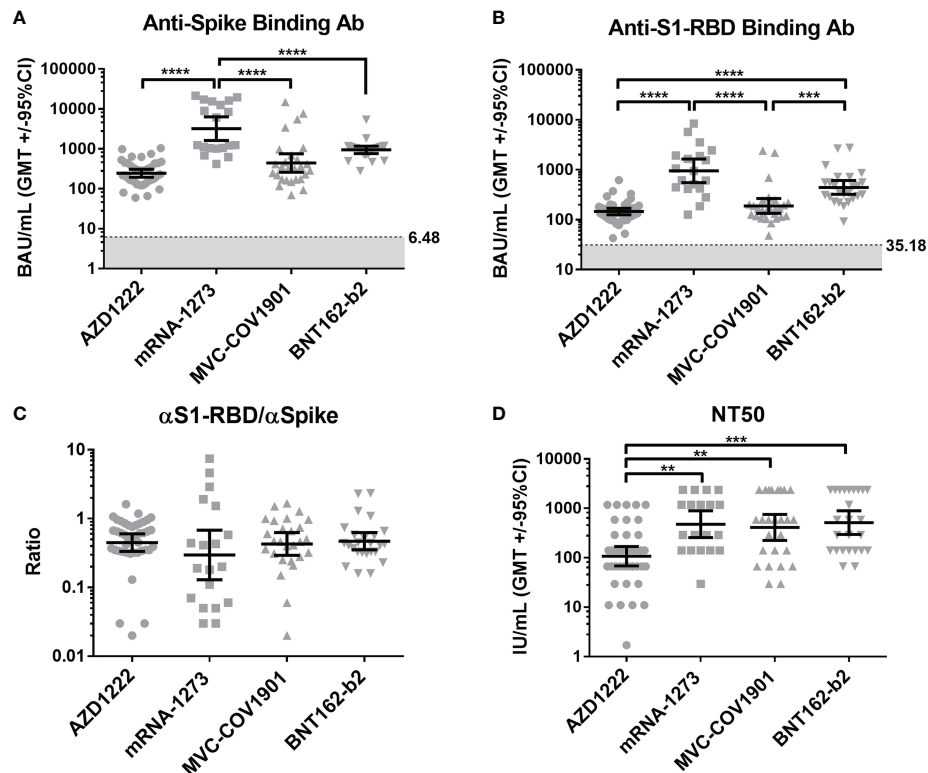 A
Anti-Spike Binding Ab
BAU/mL (GMT +/-95%CI)
100000
10000
1000
100
10
1
****
****
****
6.48
AZD1222
mRNA-1273
MVC-COV1901
BNT162-b2
B
Anti-S1-RBD Binding Ab
BAU/mL (GMT +/-95%CI)
100000
10000
1000
100
10
****
****
****
***
35.18
AZD1222
mRNA-1273
MVC-COV1901
BNT162-b2
C
αS1-RBD/αSpike
Ratio
10
1
0.1
0.01
AZD1222
mRNA-1273
MVC-COV1901
BNT162-b2
D
NT50
IU/mL (GMT +/-95%CI)
10000
1000
100
10
1
***
**
**
AZD1222
mRNA-1273
MVC-COV1901
BNT162-b2